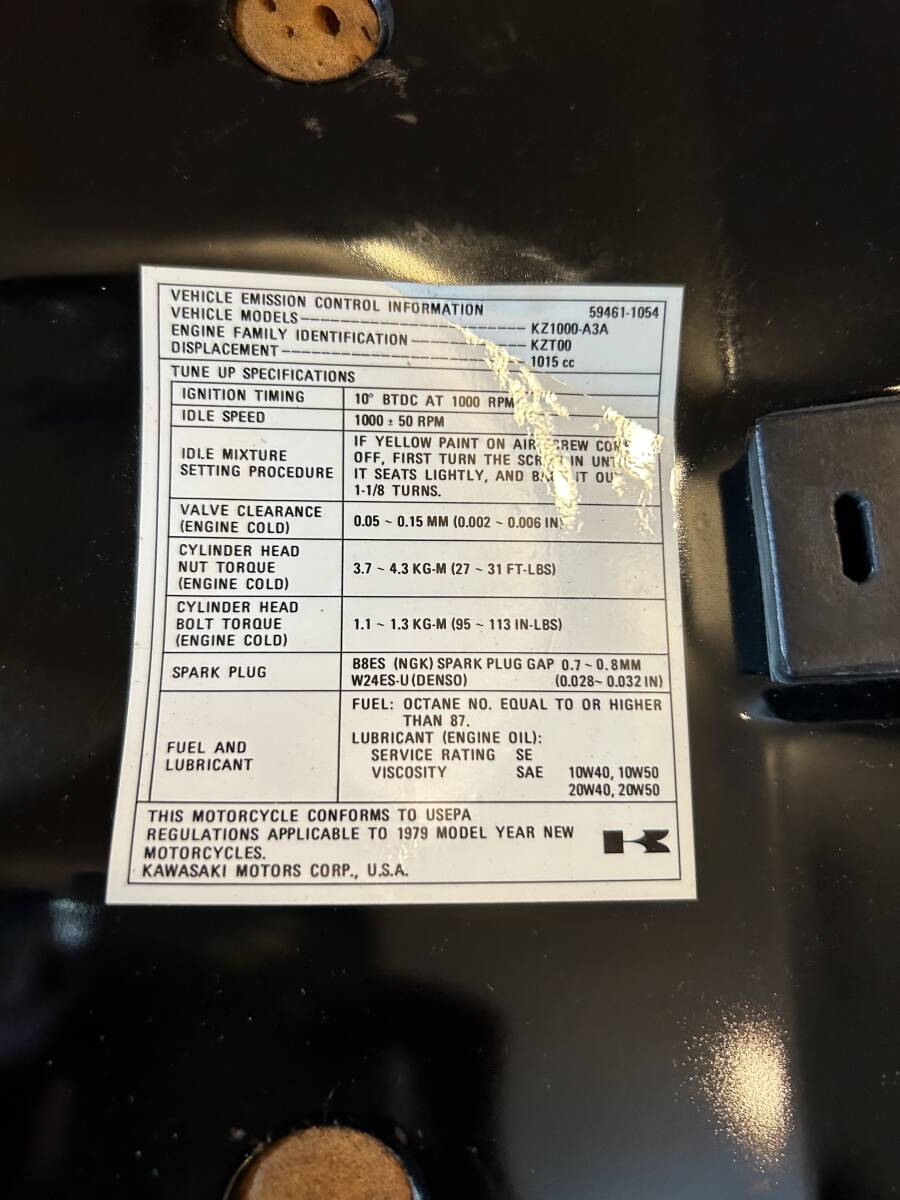 VEHICLE EMISSION CONTROL INFORMATION 59461-1054
VEHICLE MODELS KZ1000-A3A
ENGINE FAMILY IDENTIFICATION KZT00
DISPLACEMENT 1015 cc
TUNE UP SPECIFICATIONS
IGNITION TIMING 10° BTDC AT 1000 RPM
IDLE SPEED 1000 ± 50 RPM
IDLE MIXTURE
SETTING PROCEDURE
IF YELLOW PAINT ON AIR
OFF, FIRST TURN THE IN
IT SEATS LIGHTLY, AND IT
1-1/8 TURNS.
VALVE CLEARANCE
(ENGINE COLD)
0.05 ~ 0.15 MM (0.002 ~ 0.006 IN)
CYLINDER HEAD
NUT TORQUE
(ENGINE COLD)
3.7 ~ 4.3 KG-M (27 ~ 31 FT-LBS)
CYLINDER HEAD
BOLT TORQUE
(ENGINE COLD)
1.1 ~ 1.3 KG-M (95 ~ 113 IN-LBS)
SPARK PLUG
B8ES (NGK) SPARK PLUG GAP 0.7 ~ 0.8MM
W24ES-U (DENSO) (0.028~ 0.032 IN)
FUEL AND
LUBRICANT
FUEL: OCTANE NO. EQUAL TO OR HIGHER
THAN 87.
LUBRICANT (ENGINE OIL):
SERVICE RATING SE
VISCOSITY SAE 10W40, 10W50
20W40, 20W50
THIS MOTORCYCLE CONFORMS TO USEPA
REGULATIONS APPLICABLE TO 1979 MODEL YEAR NEW
MOTORCYCLES.
KAWASAKI MOTORS CORP., U.S.A.